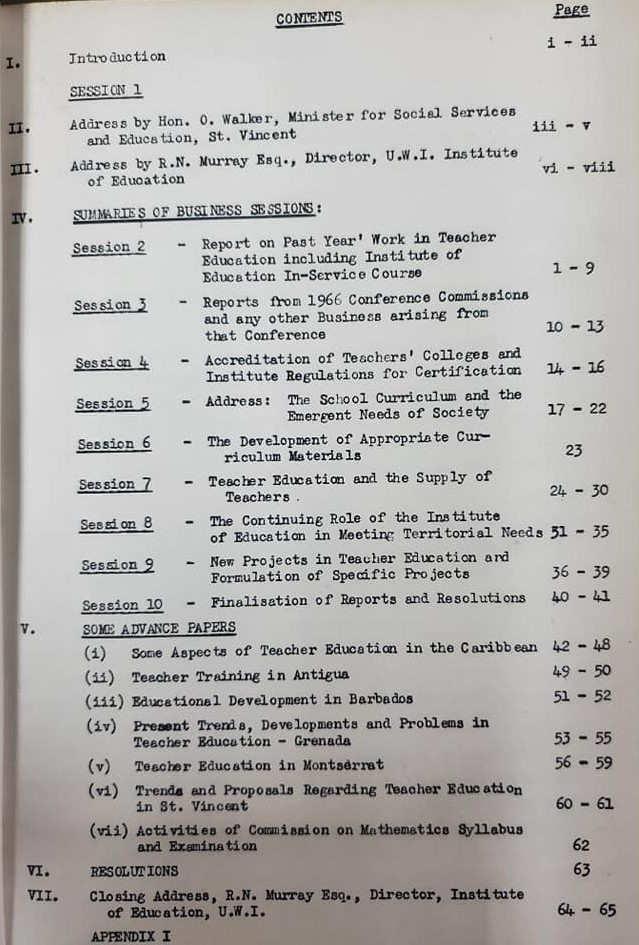 CONTENTS Page
I. Introduction i - ii
SESSION 1
II. Address by Hon. O. Walker, Minister for Social Services
and Education, St. Vincent iii - v
III. Address by R.N. Murray Esq., Director, U.W.I. Institute
of Education vi - viii
IV. SUMMARIES OF BUSINESS SESSIONS:
Session 2 - Report on Past Year' Work in Teacher
Education including Institute of
Education In-Service Course 1 - 9
Session 3 - Reports from 1966 Conference Commissions
and any other Business arising from
that Conference 10 - 13
Session 4 - Accreditation of Teachers' Colleges and
Institute Regulations for Certification 14 - 16
Session 5 - Address: The School Curriculum and the
Emergent Needs of Society 17 - 22
Session 6 - The Development of Appropriate Cur-
riculum Materials 23
Session 7 - Teacher Education and the Supply of
Teachers . 24 - 30
Session 8 - The Continuing Role of the Institute
of Education in Meeting Territorial Needs 31 - 35
Session 9 - New Projects in Teacher Education and
Formulation of Specific Projects 36 - 39
Session 10 - Finalisation of Reports and Resolutions 40 - 41
V. SOME ADVANCE PAPERS
(i) Some Aspects of Teacher Education in the Caribbean 42 - 48
(ii) Teacher Training in Antigua 49 - 50
(iii) Educational Development in Barbados 51 - 52
(iv) Present Trends, Developments and Problems in
Teacher Education - Grenada 53 - 55
(v) Teacher Education in Montserrat 56 - 59
(vi) Trends and Proposals Regarding Teacher Education
in St. Vincent 60 - 61
(vii) Activities of Commission on Mathematics Syllabus
and Examination 62
VI. RESOLUTIONS 63
VII. Closing Address, R.N. Murray Esq., Director, Institute
of Education, U.W.I. 64 - 65
APPENDIX I